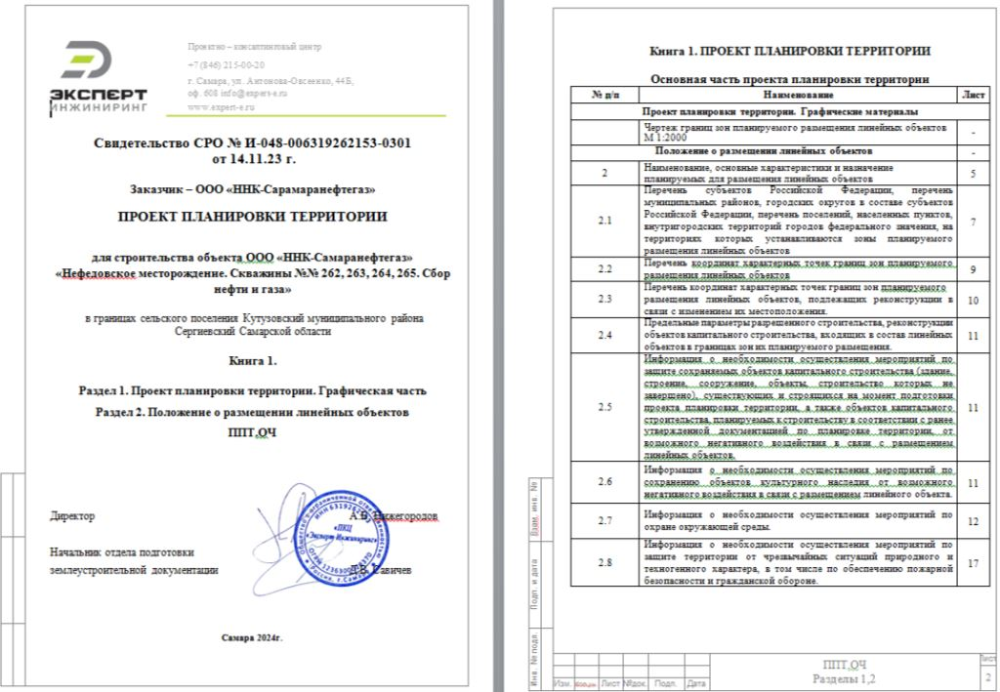 Проектно – консалтинговый центр
+7 (846) 215-00-20
г. Самара, ул. Антонова-Овсеенко, 44Б,
оф. 608 info@expert-e.ru
www.expert-e.ru
ЭКСПЕРТ
ИНЖИНИРИНГ
Свидетельство СРО № И-048-006319262153-0301
от 14.11.23 г.
Заказчик – ООО «ННК-Сарамаранефтегаз»
ПРОЕКТ ПЛАНИРОВКИ ТЕРРИТОРИИ
для строительства объекта ООО «ННК-Самаранефтегаз»
«Нефедовское месторождение. Скважины №№ 262, 263, 264, 265. Сбор
нефти и газа»
в границах сельского поселения Кутузовский муниципального района
Сергиевский Самарской области
Книга 1.
Раздел 1. Проект планировки территории. Графическая часть
Раздел 2. Положение о размещении линейных объектов
ППТ.ОЧ
Директор
А.В. Нижегородов
Начальник отдела подготовки
землеустроительной документации
Д.В. Савичев
«ПКЦ
«Эксперт Инжиниринг»
Самара 2024г.
Книга 1. ПРОЕКТ ПЛАНИРОВКИ ТЕРРИТОРИИ
Основная часть проекта планировки территории
№ п/п Наименование Лист
Проект планировки территории. Графические материалы
Чертеж границ зон планируемого размещения линейных объектов
М 1:2000 -
Положение о размещении линейных объектов -
2 Наименование, основные характеристики и назначение
планируемых для размещения линейных объектов 5
2.1 Перечень субъектов Российской Федерации, перечень
муниципальных районов, городских округов в составе субъектов
Российской Федерации, перечень поселений, населенных пунктов,
внутригородских территорий городов федерального значения, на
территориях которых устанавливаются зоны планируемого
размещения линейных объектов 7
2.2 Перечень координат характерных точек границ зон планируемого
размещения линейных объектов 9
2.3 Перечень координат характерных точек границ зон планируемого
размещения линейных объектов, подлежащих реконструкции в
связи с изменением их местоположения. 10
2.4 Предельные параметры разрешенного строительства, реконструкции
объектов капитального строительства, входящих в состав линейных
объектов в границах зон их планируемого размещения. 11
2.5 Информация о необходимости осуществления мероприятий по
защите сохраняемых объектов капитального строительства (здание,
строение, сооружение, объекты, строительство которых не
завершено), существующих и строящихся на момент подготовки
проекта планировки территории, а также объектов капитального
строительства, планируемых к строительству в соответствии с ранее
утвержденной документацией по планировке территории, от
возможного негативного воздействия в связи с размещением
линейных объектов. 11
2.6 Информация о необходимости осуществления мероприятий по
сохранению объектов культурного наследия от возможного
негативного воздействия в связи с размещением линейного объекта. 11
2.7 Информация о необходимости осуществления мероприятий по
охране окружающей среды. 12
2.8 Информация о необходимости осуществления мероприятий по
защите территории от чрезвычайных ситуаций природного и
техногенного характера, в том числе по обеспечению пожарной
безопасности и гражданской обороне. 17
Взам. инв. №
Подп. и дата
Инв. № подл.
Изм. Лист №док. Подп. Дата
ППТ.ОЧ
Разделы 1,2
Лист
2